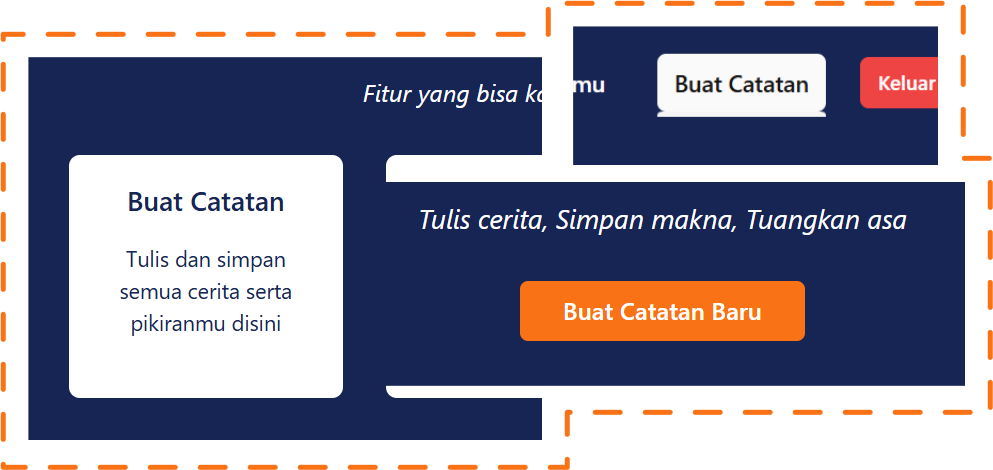 Fitur yang bisa
mu
Buat Catatan
Keluar
Buat Catatan
Tulis dan simpan
semua cerita serta
pikiranmu disini
Tulis cerita, Simpan makna, Tuangkan asa
Buat Catatan Baru